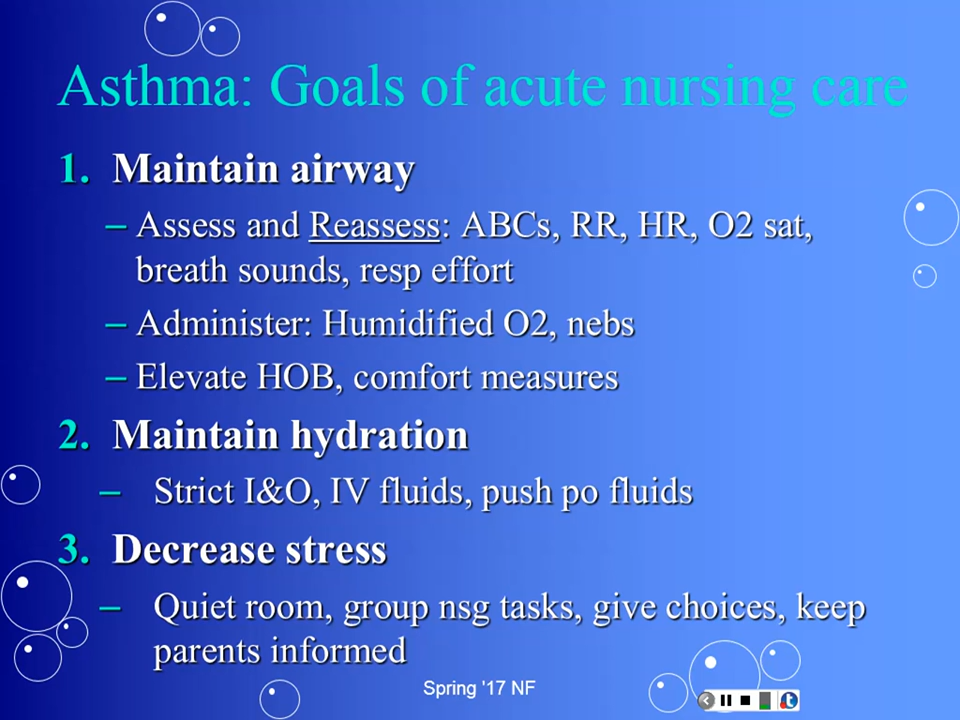 Asthma: Goals of acute nursing care
1. Maintain airway
– Assess and Reassess: ABCs, RR, HR, O2 sat,
breath sounds, resp effort
– Administer: Humidified O2, nebs
– Elevate HOB, comfort measures
2. Maintain hydration
– Strict I&O, IV fluids, push po fluids
3. Decrease stress
– Quiet room, group nsg tasks, give choices, keep
parents informed
Spring '17 NF
t